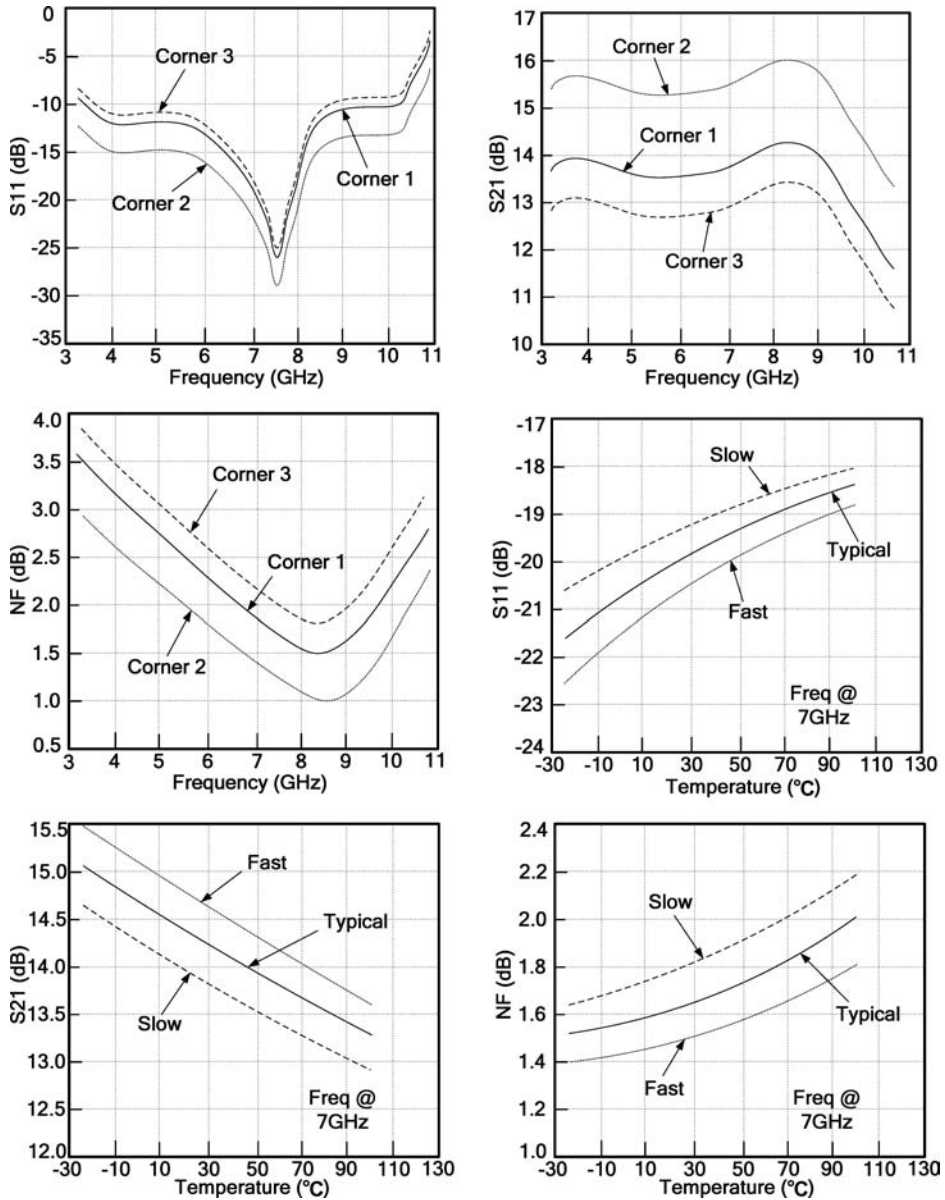 0
-5
-10
-15
-20
-25
-30
-35
S11 (dB)
Corner 3
Corner 2
Corner 1
3 4 5 6 7 8 9 10 11
Frequency (GHz)
17
16
15
14
13
12
11
10
S21 (dB)
Corner 2
Corner 1
Corner 3
3 4 5 6 7 8 9 10 11
Frequency (GHz)
4.0
3.5
3.0
2.5
2.0
1.5
1.0
0.5
NF (dB)
Corner 3
Corner 1
Corner 2
3 4 5 6 7 8 9 10 11
Frequency (GHz)
-17
-18
-19
-20
-21
-22
-23
-24
S11 (dB)
Slow
Typical
Fast
Freq @
7GHz
-30 -10 10 30 50 70 90 110 130
Temperature (°C)
15.5
15.0
14.5
14.0
13.5
13.0
12.5
12.0
S21 (dB)
Fast
Typical
Slow
Freq @
7GHz
-30 -10 10 30 50 70 90 110 130
Temperature (°C)
2.4
2.2
2.0
1.8
1.6
1.4
1.2
1.0
NF (dB)
Slow
Typical
Fast
Freq @
7GHz
-30 -10 10 30 50 70 90 110 130
Temperature (°C)